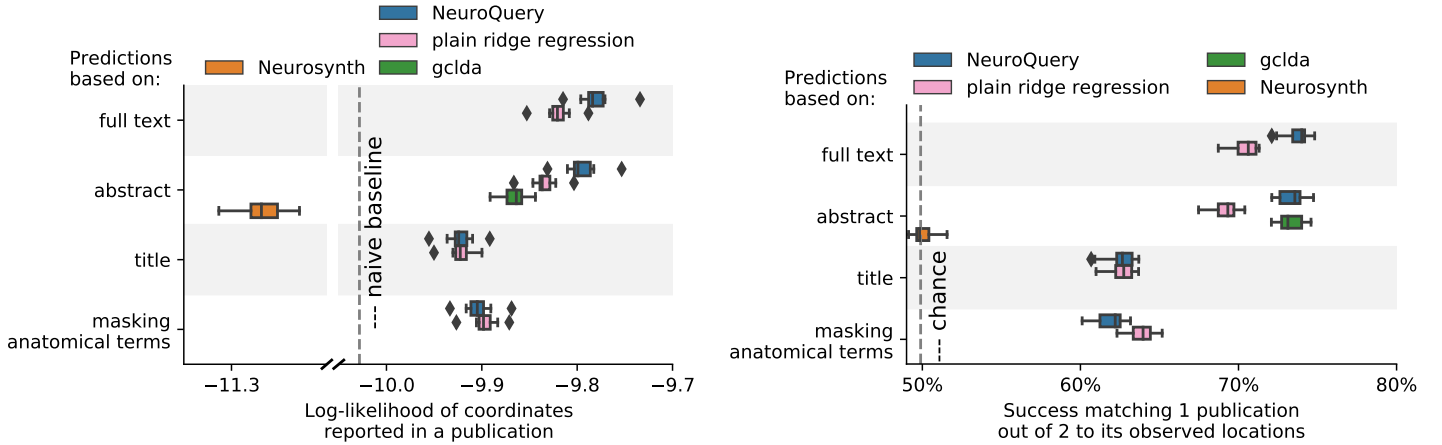 NeuroQuery
plain ridge regression
Predictions
based on:
Neurosynth
gclda
full text
abstract
title
masking
anatomical terms
naive baseline
−11.3
−10.0
−9.9
−9.8
−9.7
Log-likelihood of coordinates
reported in a publication
NeuroQuery
gclda
Predictions
based on:
plain ridge regression
Neurosynth
full text
abstract
title
masking
anatomical terms
chance
50%
60%
70%
80%
Success matching 1 publication
out of 2 to its observed locations